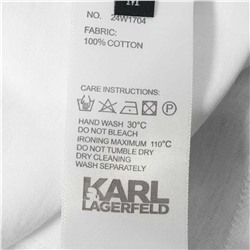 M
NO. 24W1704
FABRIC:
100% COTTON
CARE INSTRUCTIONS:
HAND WASH 30°C
DO NOT BLEACH
IRONING MAXIMUM 110°C
DO NOT TUMBLE DRY
DRY CLEANING
WASH SEPARATELY
KARL
LAGERFELD